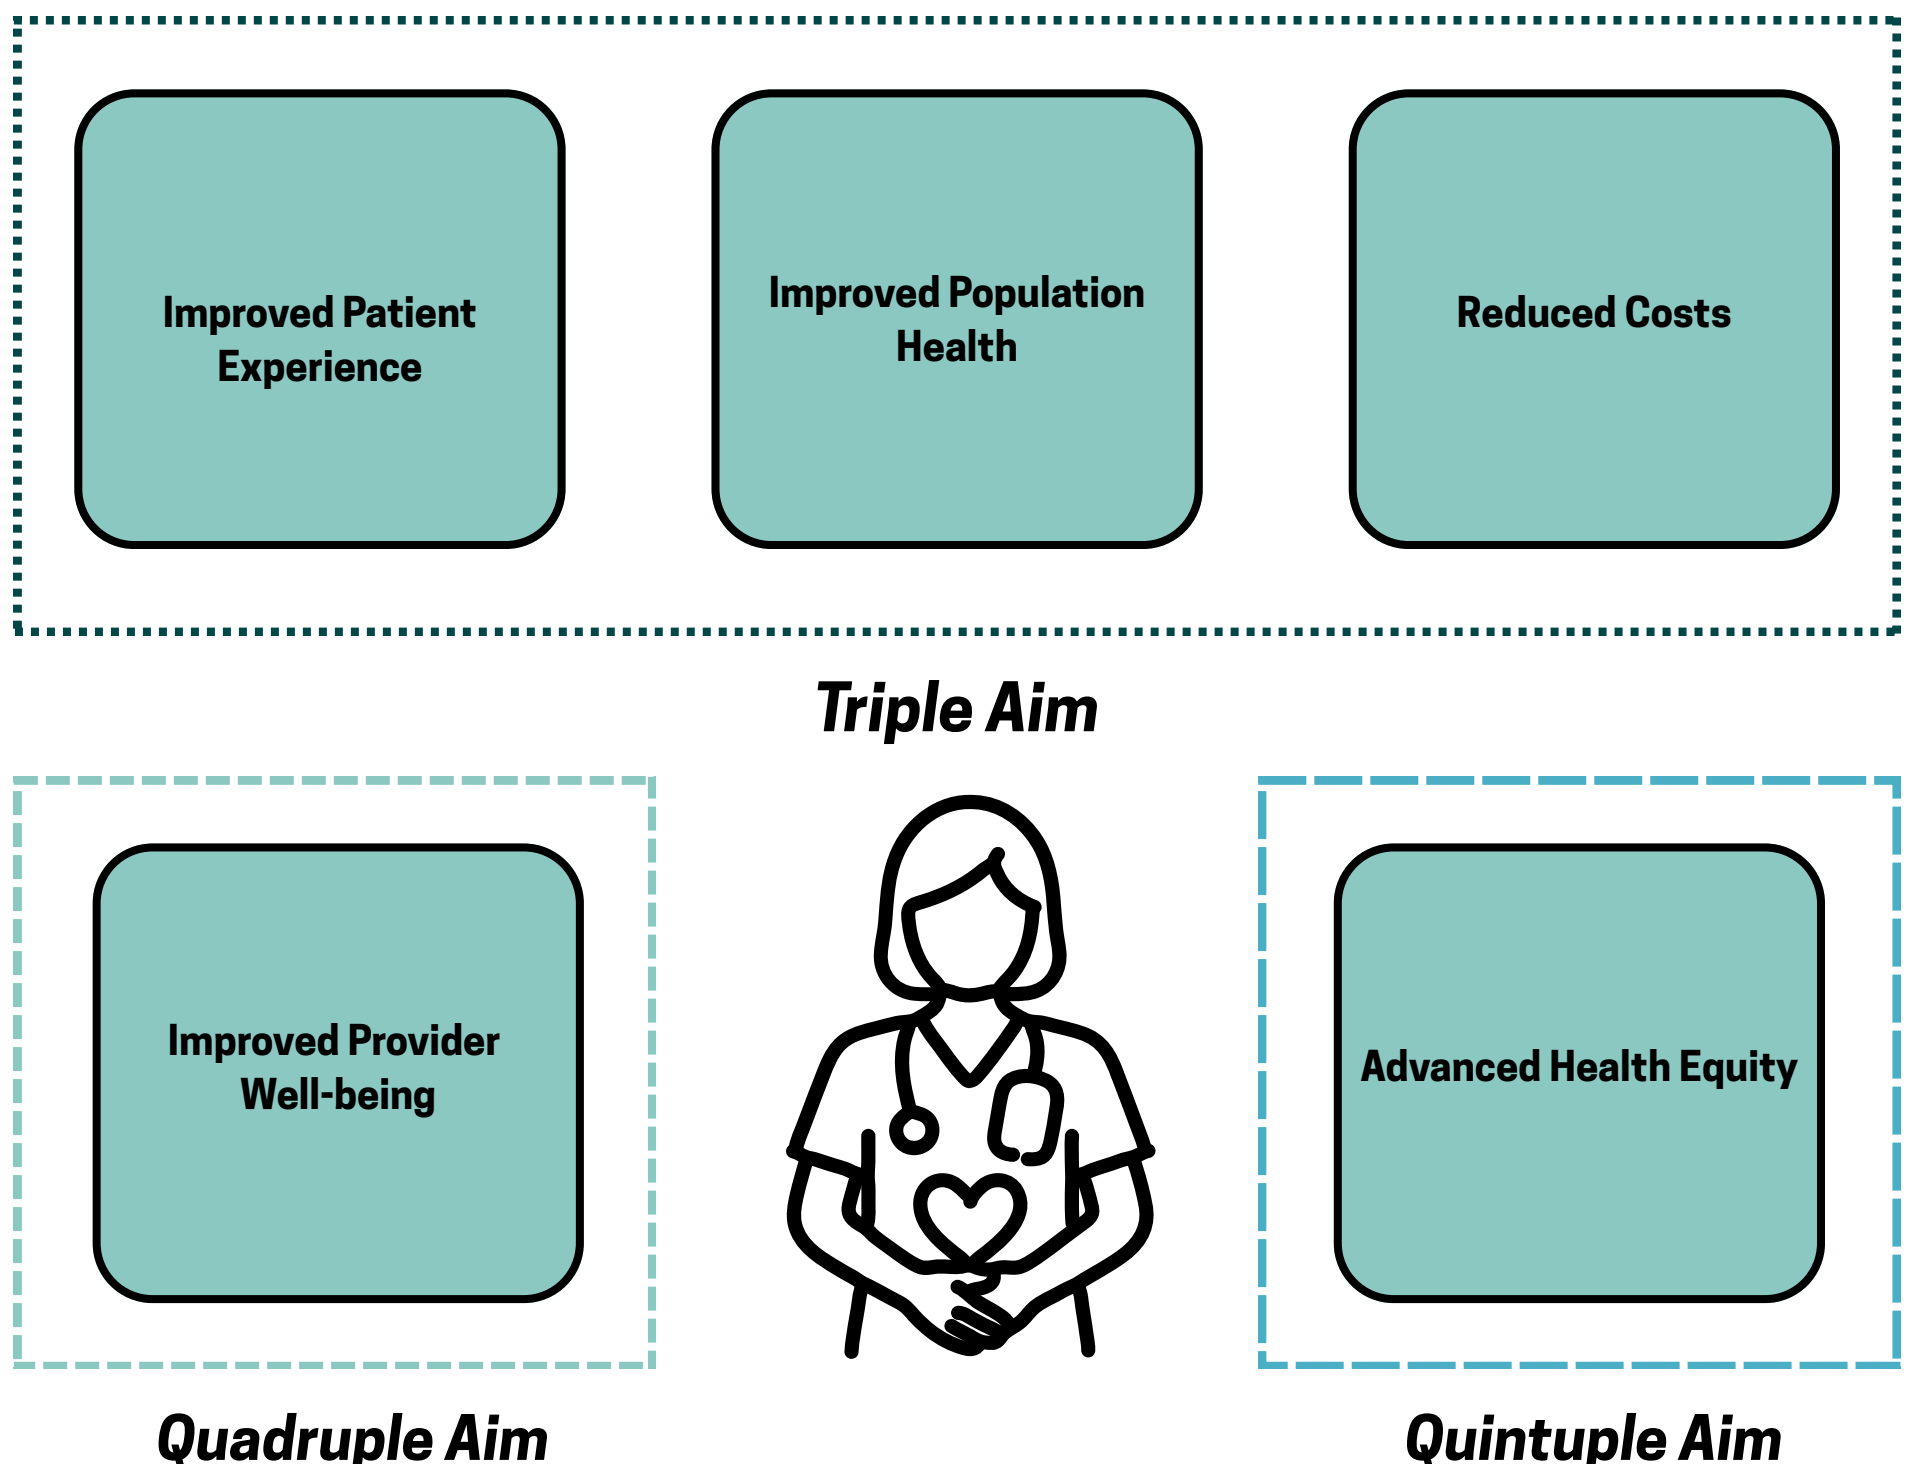 Improved Patient
Experience
Improved Population
Health
Reduced Costs
Triple Aim
Improved Provider
Well-being
Advanced Health Equity
Quadruple Aim
Quintuple Aim